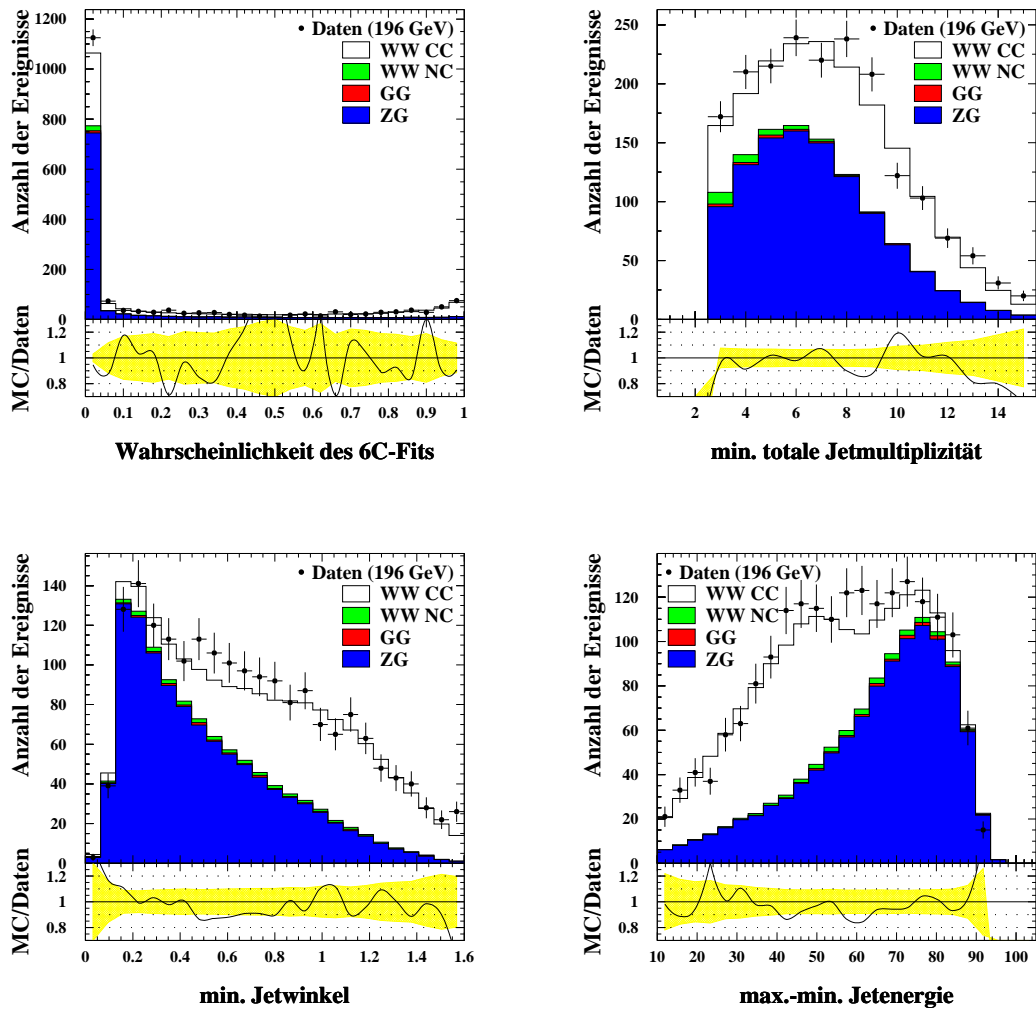 Anzahl der Ereignisse
1200
1000
800
600
400
200
0
Daten (196 GeV)
WW CC
WW NC
GG
ZG
MC/Daten
1.2
1
0.8
0 0.1 0.2 0.3 0.4 0.5 0.6 0.7 0.8 0.9 1
Wahrscheinlichkeit des 6C-Fits
Anzahl der Ereignisse
250
200
150
100
50
0
Daten (196 GeV)
WW CC
WW NC
GG
ZG
MC/Daten
1.2
1
0.8
2 4 6 8 10 12 14
min. totale Jetmultiplizität
Anzahl der Ereignisse
140
120
100
80
60
40
20
0
Daten (196 GeV)
WW CC
WW NC
GG
ZG
MC/Daten
1.2
1
0.8
0 0.2 0.4 0.6 0.8 1 1.2 1.4 1.6
min. Jetwinkel
Anzahl der Ereignisse
120
100
80
60
40
20
0
Daten (196 GeV)
WW CC
WW NC
GG
ZG
MC/Daten
1.2
1
0.8
10 20 30 40 50 60 70 80 90 100
max.-min. Jetenergie